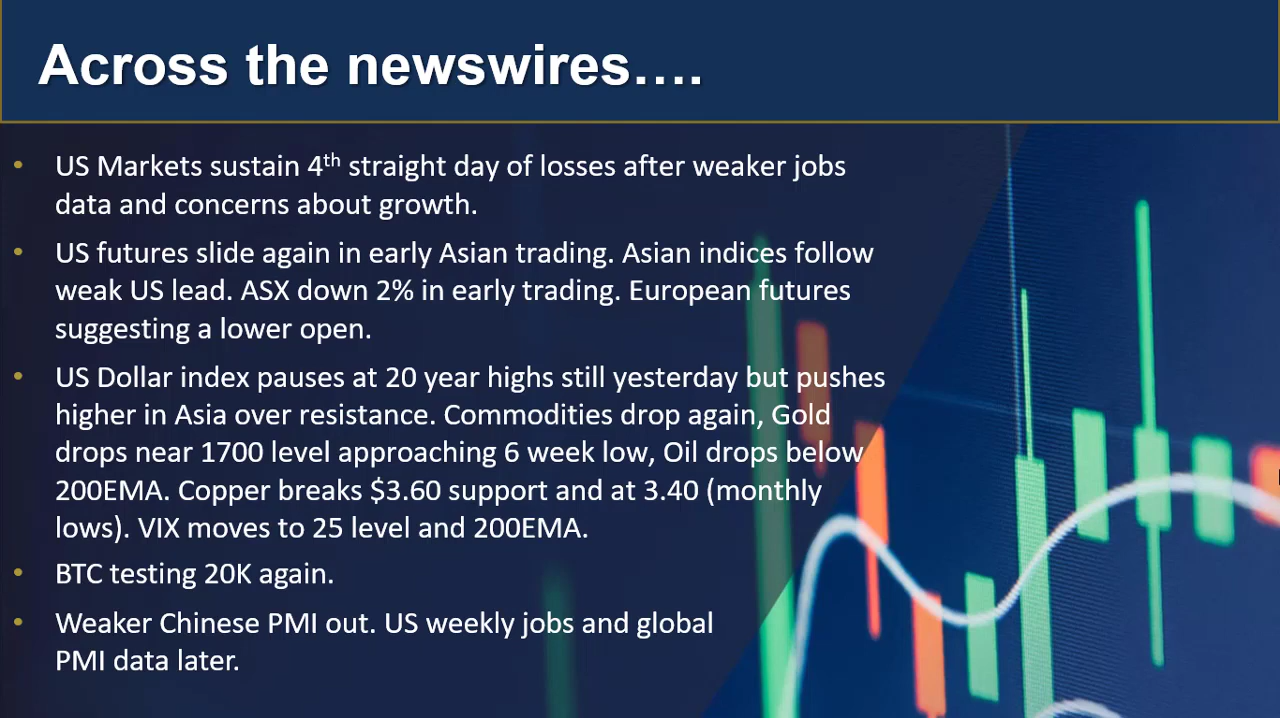 Across the newswires….
• US Markets sustain 4th straight day of losses after weaker jobs
data and concerns about growth.
• US futures slide again in early Asian trading. Asian indices follow
weak US lead. ASX down 2% in early trading. European futures
suggesting a lower open.
• US Dollar index pauses at 20 year highs still yesterday but pushes
higher in Asia over resistance. Commodities drop again, Gold
drops near 1700 level approaching 6 week low, Oil drops below
200EMA. Copper breaks $3.60 support and at 3.40 (monthly
lows). VIX moves to 25 level and 200EMA.
• BTC testing 20K again.
• Weaker Chinese PMI out. US weekly jobs and global
PMI data later.